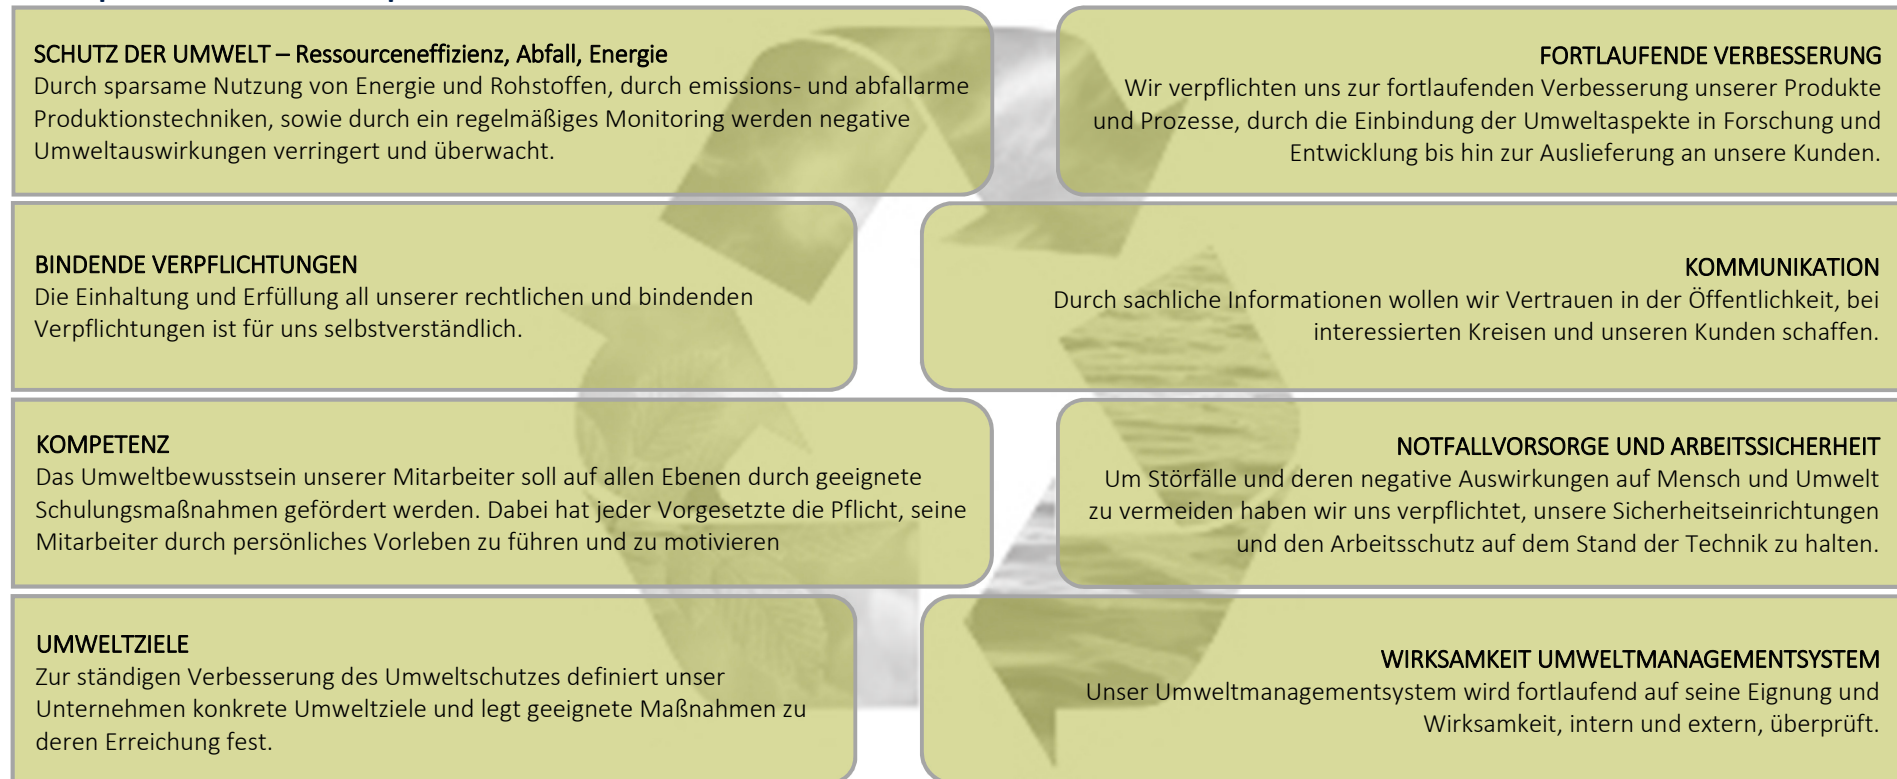 SCHUTZ DER UMWELT – Ressourceneffizienz, Abfall, Energie
Durch sparsame Nutzung von Energie und Rohstoffen, durch emissions- und abfallarme
Produktionstechniken, sowie durch ein regelmäßiges Monitoring werden negative
Umweltauswirkungen verringert und überwacht.
FORTLAUFENDE VERBESSERUNG
Wir verpflichten uns zur fortlaufenden Verbesserung unserer Produkte
und Prozesse, durch die Einbindung der Umweltaspekte in Forschung und
Entwicklung bis hin zur Auslieferung an unsere Kunden.
BINDENDE VERPFLICHTUNGEN
Die Einhaltung und Erfüllung all unserer rechtlichen und bindenden
Verpflichtungen ist für uns selbstverständlich.
KOMMUNIKATION
Durch sachliche Informationen wollen wir Vertrauen in der Öffentlichkeit, bei
interessierten Kreisen und unseren Kunden schaffen.
KOMPETENZ
Das Umweltbewusstsein unserer Mitarbeiter soll auf allen Ebenen durch geeignete
Schulungsmaßnahmen gefördert werden. Dabei hat jeder Vorgesetzte die Pflicht, seine
Mitarbeiter durch persönliches Vorleben zu führen und zu motivieren
NOTFALLVORSORGE UND ARBEITSSICHERHEIT
Um Störfälle und deren negative Auswirkungen auf Mensch und Umwelt
zu vermeiden haben wir uns verpflichtet, unsere Sicherheitseinrichtungen
und den Arbeitsschutz auf dem Stand der Technik zu halten.
UMWELTZIELE
Zur ständigen Verbesserung des Umweltschutzes definiert unser
Unternehmen konkrete Umweltziele und legt geeignete Maßnahmen zu
deren Erreichung fest.
WIRKSAMKEIT UMWELTMANAGEMENTSYSTEM
Unser Umweltmanagementsystem wird fortlaufend auf seine Eignung und
Wirksamkeit, intern und extern, überprüft.